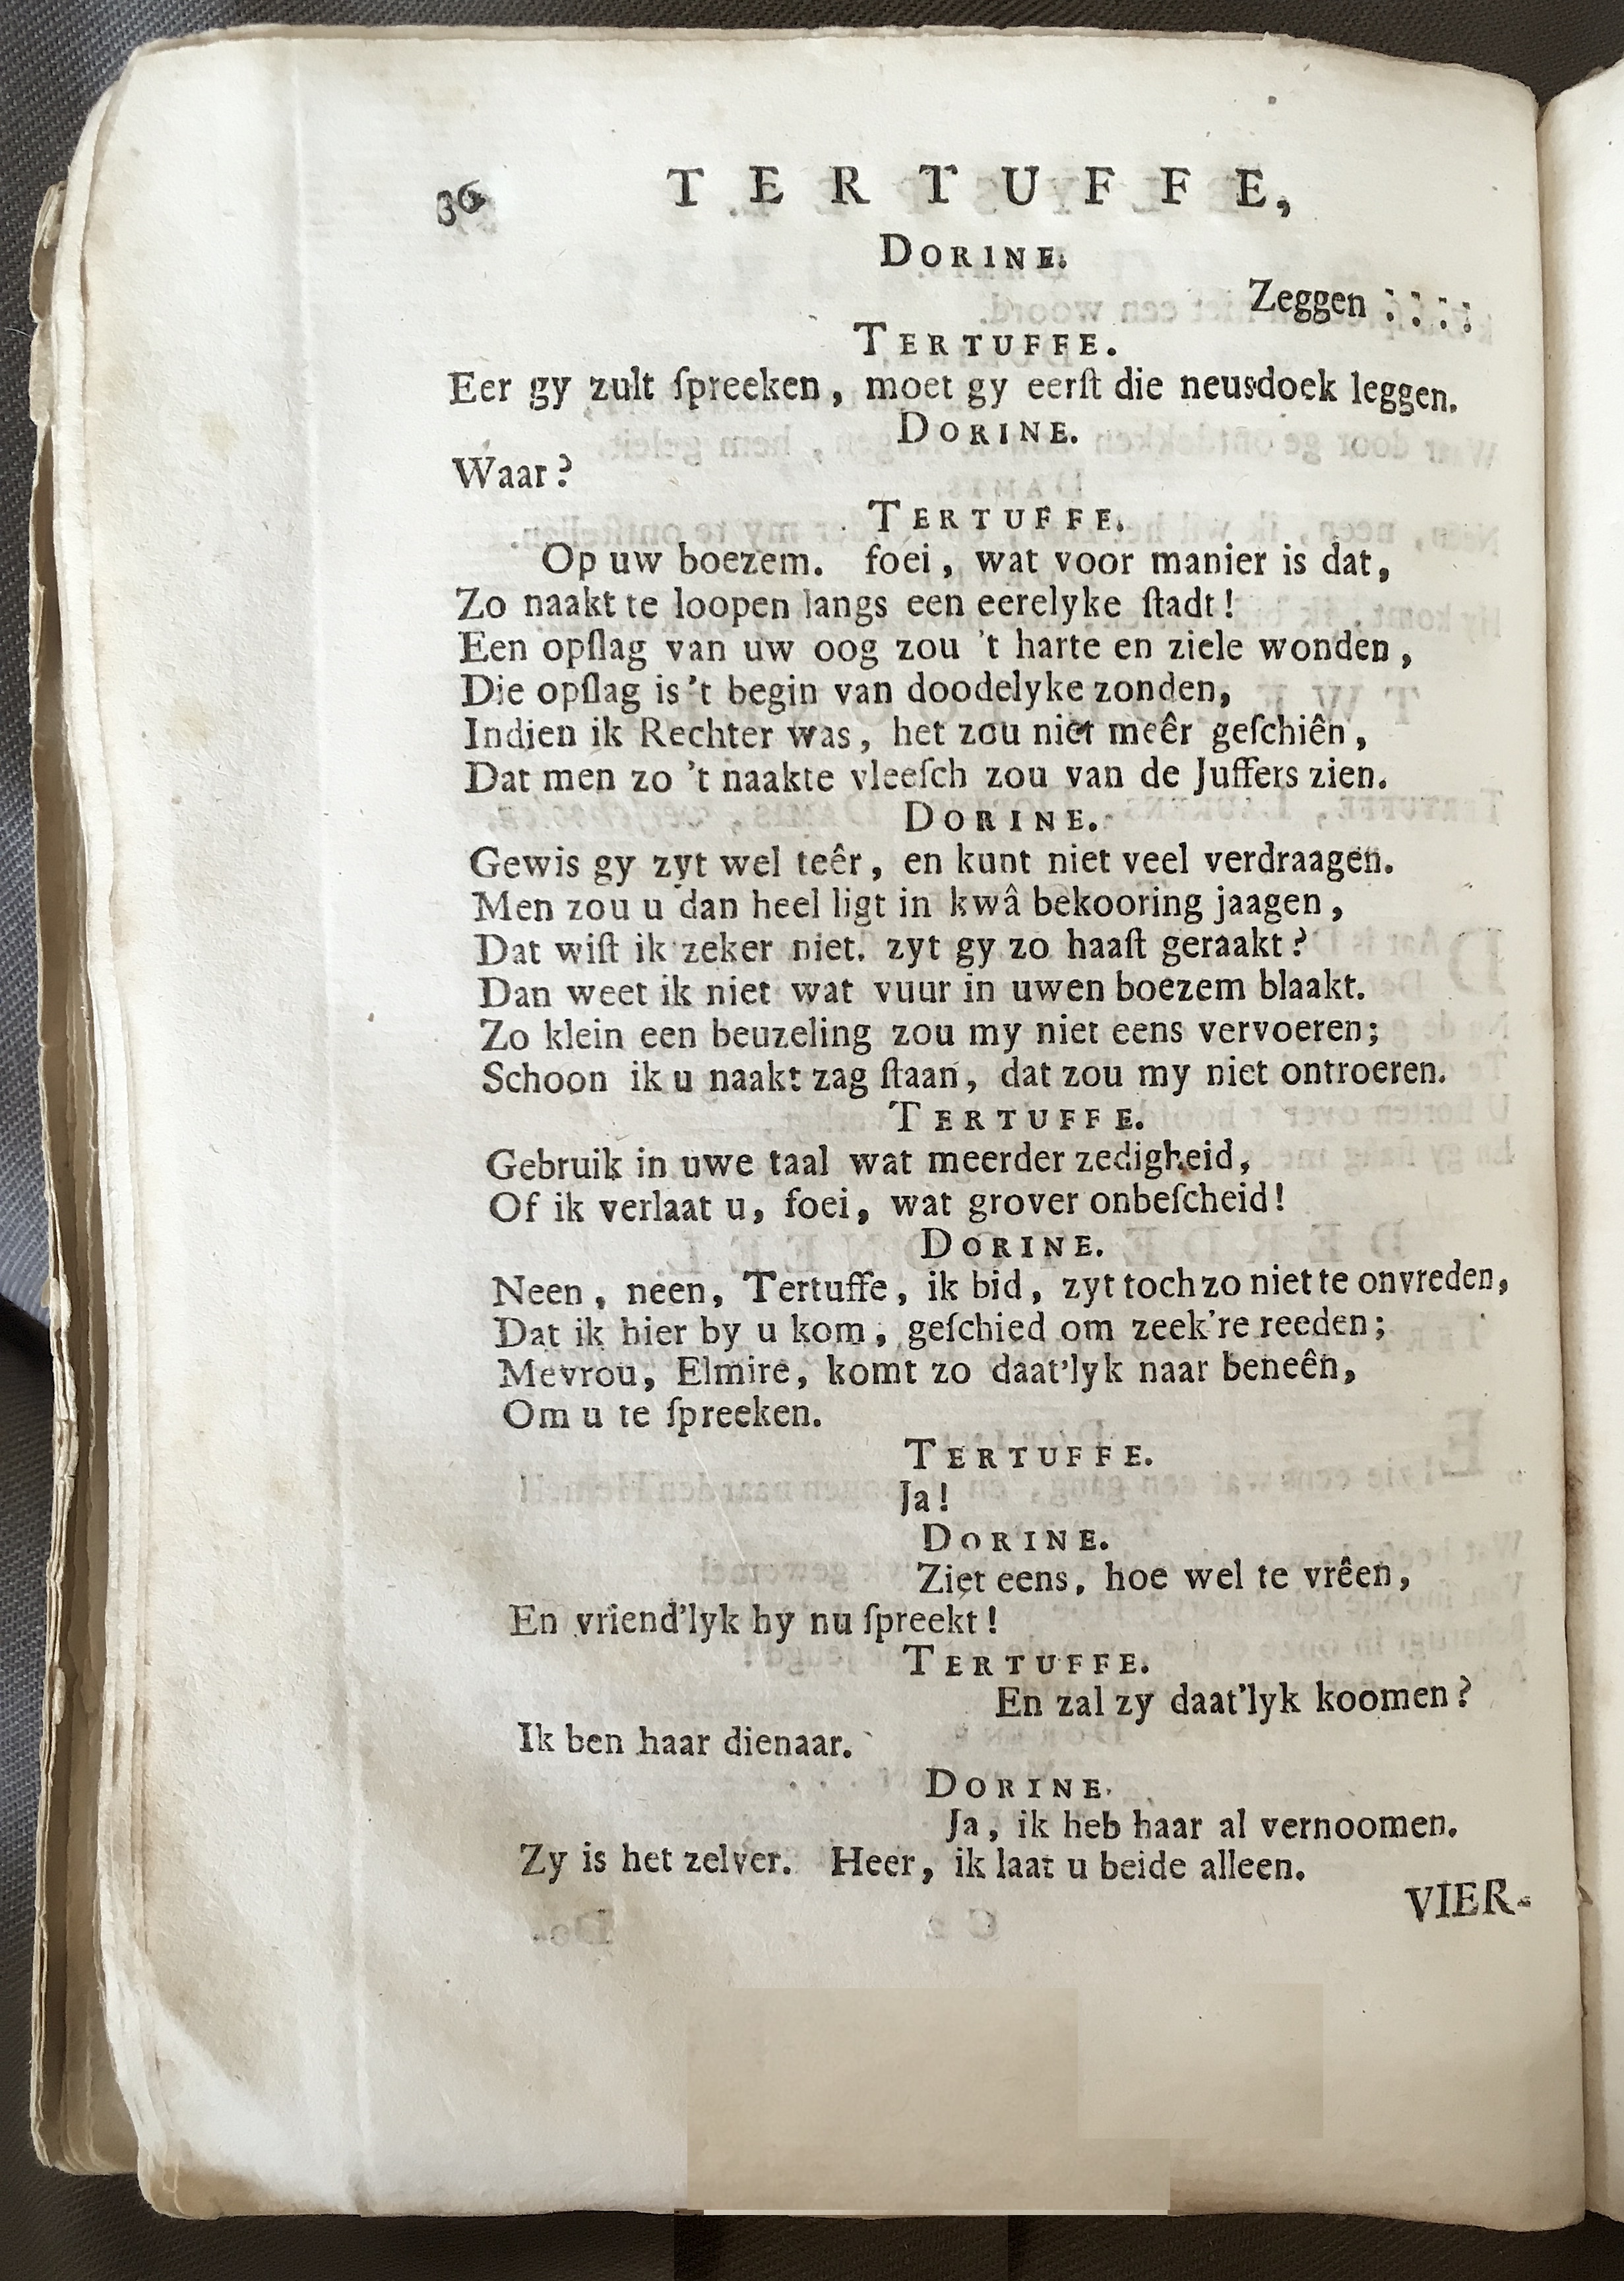 36 TERTUFFE,
DORINE.
Zeggen : : : :
TERTUFFE.
Eer gy zult ſpreeken, moet gy eerſt die neusdoek leggen.
DORINE.
Waar?
TERTUFFE.
Op uw boezem. foei, wat voor manier is dat,
Zo naakt te loopen langs een eerelyke ſtadt!
Een opſlag van uw oog zou 't harte en ziele wonden,
Die opſlag is 't begin van doodelyke zonden,
Indien ik Rechter was, het zou niet meêr geſchiên,
Dat men zo 't naakte vleeſch zou van de Juffers zien.
DORINE.
Gewis gy zyt wel teêr, en kunt niet veel verdraagen.
Men zou u dan heel ligt in kwâ bekooring jaagen,
Dat wiſt ik zeker niet. zyt gy zo haaſt geraakt?
Dan weet ik niet wat vuur in uwen boezem blaakt.
Zo klein een beuzeling zou my niet eens vervoeren;
Schoon ik u naakt zag ſtaan, dat zou my niet ontroeren.
TERTUFFE.
Gebruik in uwe taal wat meerder zedigheid,
Of ik verlaat u, foei, wat grover onbeſcheid!
DORINE.
Neen, neen, Tertuffe, ik bid, zyt toch zo niet te onvreden,
Dat ik hier by u kom, geſchied om zeek're reeden;
Mevrou, Elmire, komt zo daat'lyk naar beneên,
Om u te ſpreeken.
TERTUFFE.
Ja!
DORINE.
Ziet eens, hoe wel te vrêen,
En vriend'lyk hy nu ſpreekt!
TERTUFFE.
En zal zy daat'lyk koomen?
Ik ben haar dienaar.
DORINE.
Ja, ik heb haar al vernoomen.
Zy is het zelver. Heer, ik laat u beide alleen.
VIER-